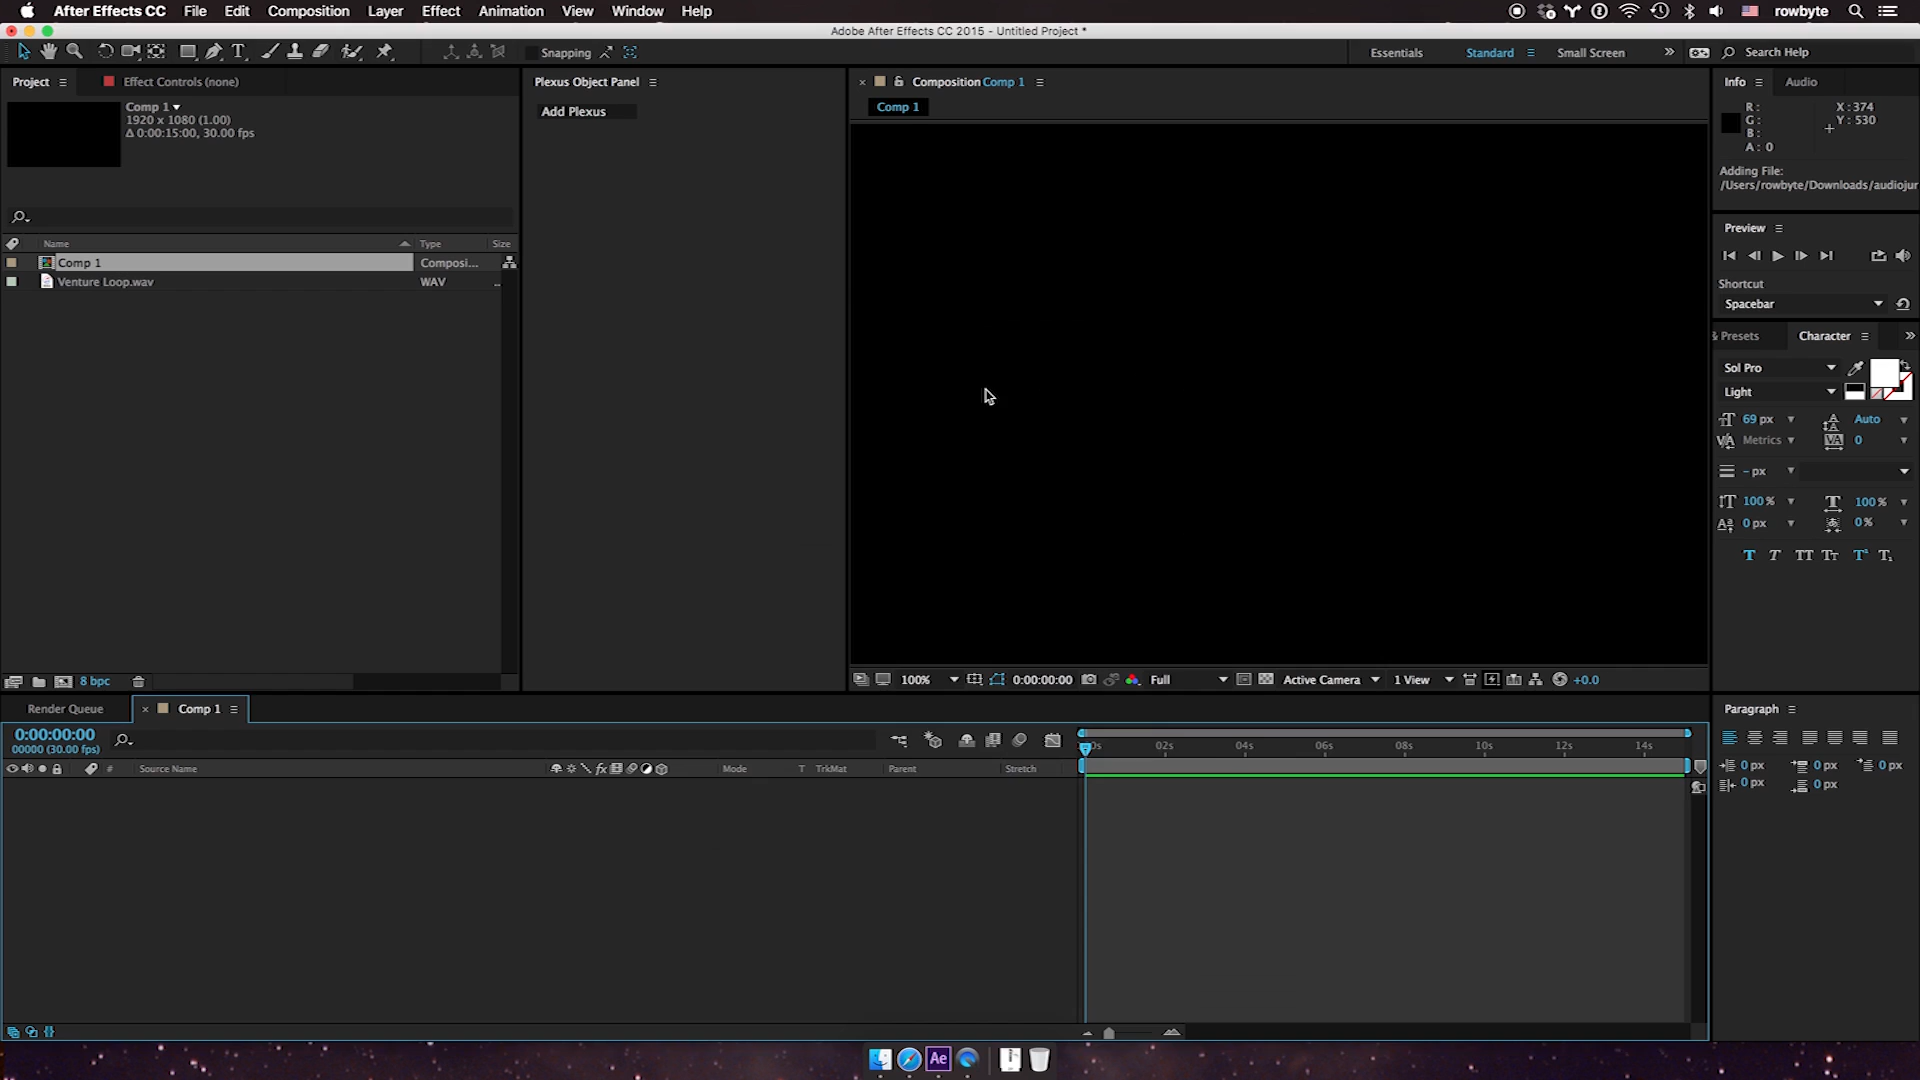 After Effects CC File Edit Composition Layer Effect Animation View Window Help rowbyte
Adobe After Effects CC 2015 - Untitled Project *
Snapping Essentials Standard Small Screen Search Help
Project Effect Controls (none)
Comp 1
1920 x 1080 (1.00)
Δ 0:00:15:00, 30.00 fps
Name Type Size
Comp 1 Composi...
Venture Loop.wav WAV ...
8 bpc
Plexus Object Panel
Add Plexus
Composition Comp 1
Comp 1
100% 0:00:00:00 Full Active Camera 1 View +0.0
Info Audio
R: X: 374
G: Y: 530
B:
A: 0
Adding File:
/Users/rowbyte/Downloads/audiojur
Preview
Shortcut
Spacebar
& Presets Character
Sol Pro
Light
69 px Auto
Metrics 0
- px
100% 100%
0 px 0%
T T TT Tt T¹ T₁
Render Queue Comp 1
0:00:00:00
00000 (30.00 fps)
# Source Name Mode T TrkMat Parent Stretch
0s 02s 04s 06s 08s 10s 12s 14s
Paragraph
0 px 0 px 0 px
0 px 0 px
Ae